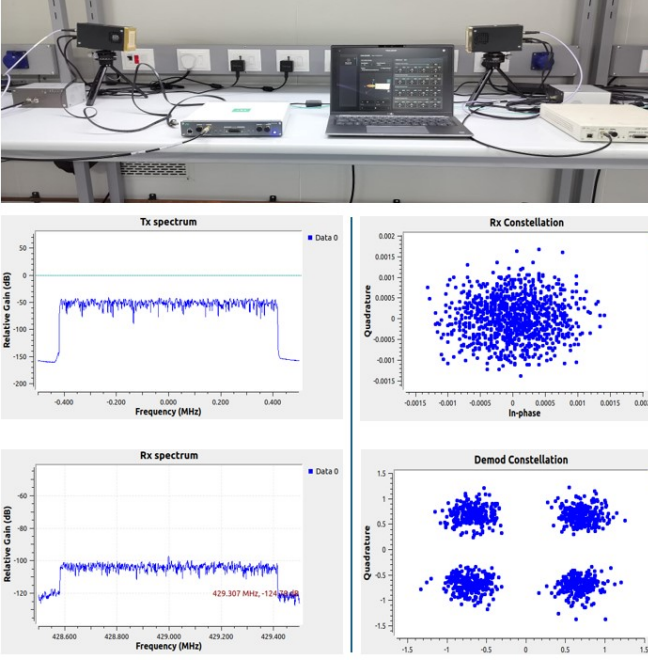 Tx spectrum
Data 0
50
0
-50
-100
-150
-200
Relative Gain (dB)
-0.400 -0.200 0.000 0.200 0.400
Frequency (MHz)
Rx Constellation
0.002
0.0015
0.001
0.0005
0
-0.0005
-0.001
-0.0015
Quadrature
-0.0015 -0.001 -0.0005 0 0.0005 0.001 0.0015
In-phase
Rx spectrum
Data 0
-60
-80
-100
-120
Relative Gain (dB)
429.307 MHz,
428.600 428.800 429.000 429.200 429.400
Frequency (MHz)
Demod Constellation
1.5
1
0.5
0
-0.5
-1
-1.5
Quadrature
-1.5 -1 -0.5 0 0.5 1 1.5